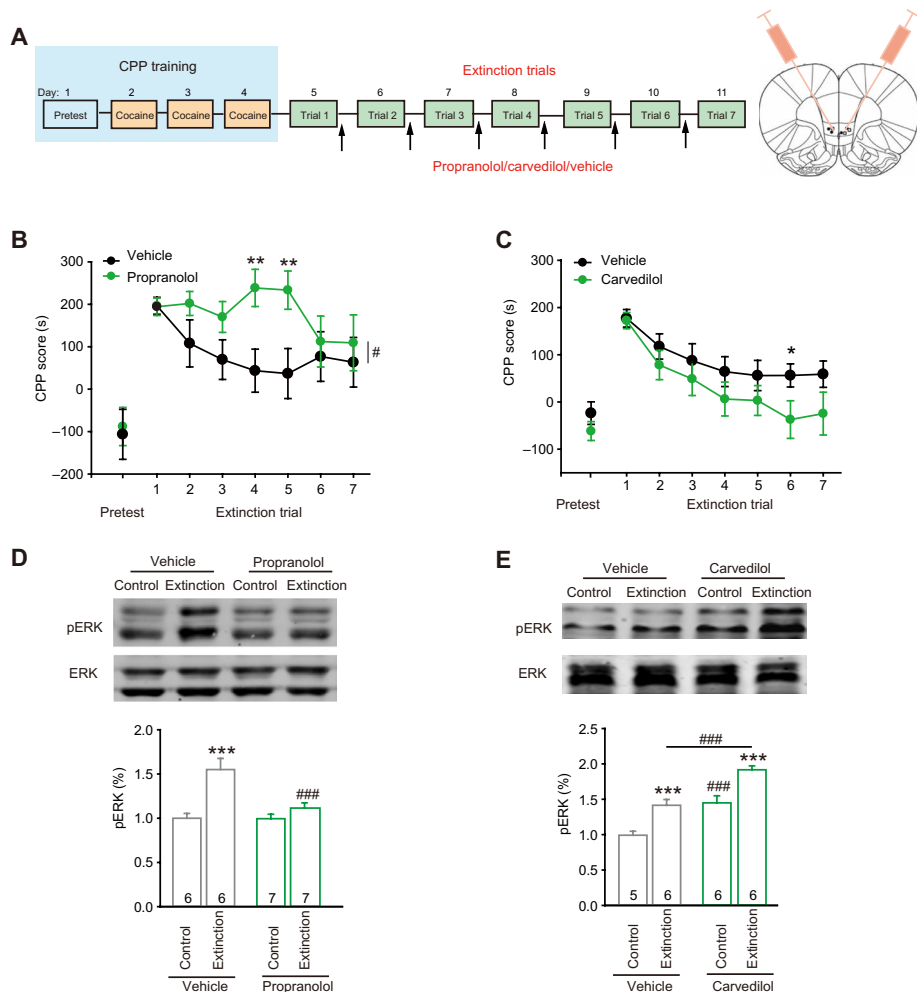 A
CPP training
Extinction trials
Day: 1 2 3 4 5 6 7 8 9 10 11
Pretest Cocaine Cocaine Cocaine Trial 1 Trial 2 Trial 3 Trial 4 Trial 5 Trial 6 Trial 7
Propranolol/carvedilol/vehicle
B
Vehicle
Propranolol
** **
300
200
100
0
–100
–200
CPP score (s)
#
1 2 3 4 5 6 7
Pretest Extinction trial
C
Vehicle
Carvedilol
*
300
200
100
0
–100
CPP score (s)
1 2 3 4 5 6 7
Pretest Extinction trial
D
Vehicle Propranolol
Control Extinction Control Extinction
pERK
ERK
2.0
1.5
1.0
0.5
0.0
pERK (%)
***
###
6 6 7 7
Control Extinction Control Extinction
Vehicle Propranolol
E
Vehicle Carvedilol
Control Extinction Control Extinction
pERK
ERK
2.5
2.0
1.5
1.0
0.5
0.0
pERK (%)
###
*** ### ***
5 6 6 6
Control Extinction Control Extinction
Vehicle Carvedilol